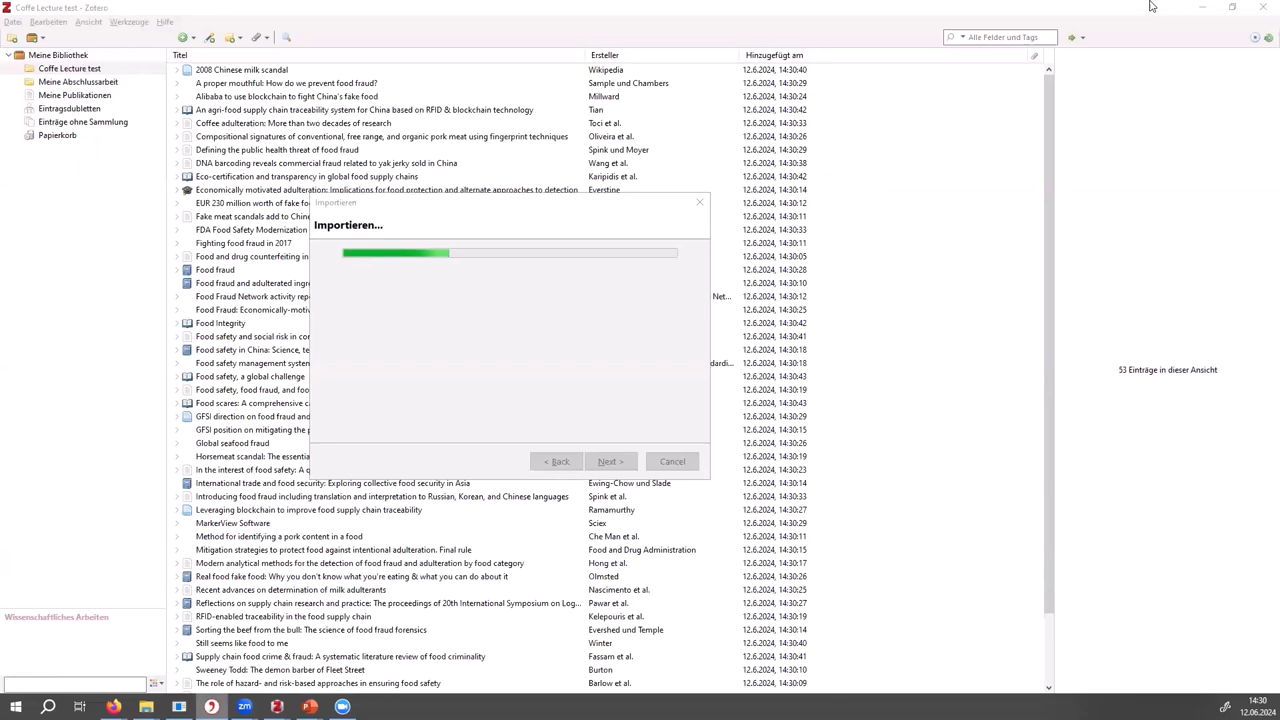 Coffe Lecture test - Zotero
Datei Bearbeiten Ansicht Werkzeuge Hilfe
Alle Felder und Tags
Meine Bibliothek
Coffe Lecture test
Meine Abschlussarbeit
Meine Publikationen
Eintragsdubletten
Einträge ohne Sammlung
Papierkorb
Wissenschaftliches Arbeiten
Titel Ersteller Hinzugefügt am
2008 Chinese milk scandal Wikipedia 12.6.2024, 14:30:40
A proper mouthful: How do we prevent food fraud? Sample und Chambers 12.6.2024, 14:30:29
Alibaba to use blockchain to fight China's fake food Millward 12.6.2024, 14:30:24
An agri-food supply chain traceability system for China based on RFID & blockchain technology Tian 12.6.2024, 14:30:42
Coffee adulteration: More than two decades of research Toci et al. 12.6.2024, 14:30:33
Compositional signatures of conventional, free range, and organic pork meat using fingerprint techniques Oliveira et al. 12.6.2024, 14:30:26
Defining the public health threat of food fraud Spink und Moyer 12.6.2024, 14:30:29
DNA barcoding reveals commercial fraud related to yak jerky sold in China Wang et al. 12.6.2024, 14:30:38
Eco-certification and transparency in global food supply chains Karipidis et al. 12.6.2024, 14:30:42
Economically motivated adulteration: Implications for food protection and alternate approaches to detection Everstine 12.6.2024, 14:30:14
EUR 230 million worth of fake fo 12.6.2024, 14:30:12
Fake meat scandals add to Chine 12.6.2024, 14:30:13
FDA Food Safety Modernization 12.6.2024, 14:30:33
Fighting food fraud in 2017 12.6.2024, 14:30:11
Food and drug counterfeiting in 12.6.2024, 14:30:05
Food fraud 12.6.2024, 14:30:28
Food fraud and adulterated ingre 12.6.2024, 14:30:10
Food Fraud Network activity repo Net... 12.6.2024, 14:30:12
Food Fraud: Economically-motiv 12.6.2024, 14:30:25
Food Integrity 12.6.2024, 14:30:42
Food safety and social risk in con 12.6.2024, 14:30:41
Food safety in China: Science, te 12.6.2024, 14:30:18
Food safety management system dardi... 12.6.2024, 14:30:18
Food safety, a global challenge 12.6.2024, 14:30:43
Food safety, food fraud, and foo 12.6.2024, 14:30:19
Food scares: A comprehensive ca 12.6.2024, 14:30:43
GFSI direction on food fraud and 12.6.2024, 14:30:29
GFSI position on mitigating the p 12.6.2024, 14:30:15
Global seafood fraud 12.6.2024, 14:30:26
Horsemeat scandal: The essentia 12.6.2024, 14:30:19
In the interest of food safety: A q 12.6.2024, 14:30:21
International trade and food security: Exploring collective food security in Asia Ewing-Chow und Slade 12.6.2024, 14:30:14
Introducing food fraud including translation and interpretation to Russian, Korean, and Chinese languages Spink et al. 12.6.2024, 14:30:13
Leveraging blockchain to improve food supply chain traceability Ramamurthy 12.6.2024, 14:30:27
MarkerView Software Sciex 12.6.2024, 14:30:29
Method for identifying a pork content in a food Che Man et al. 12.6.2024, 14:30:34
Mitigation strategies to protect food against intentional adulteration. Final rule Food and Drug Administration 12.6.2024, 14:30:15
Modern analytical methods for the detection of food fraud and adulteration by food category Hong et al. 12.6.2024, 14:30:17
Real food fake food: Why you don't know what you're eating & what you can do about it Olmsted 12.6.2024, 14:30:26
Recent advances on determination of milk adulterants Nascimento et al. 12.6.2024, 14:30:31
Reflections on supply chain research and practice: The proceedings of 20th International Symposium on Log... Pawar et al. 12.6.2024, 14:30:27
RFID-enabled traceability in the food supply chain Kelepouris et al. 12.6.2024, 14:30:19
Sorting the beef from the bull: The science of food fraud forensics Evershed und Temple 12.6.2024, 14:30:14
Still seems like food to me Winter 12.6.2024, 14:30:40
Supply chain food crime & fraud: A systematic literature review of food criminality Fassam et al. 12.6.2024, 14:30:41
Sweeney Todd: The demon barber of Fleet Street Burton 12.6.2024, 14:30:10
The role of hazard- and risk-based approaches in ensuring food safety Barlow et al. 12.6.2024, 14:30:09
Importieren
Importieren...
< Back Next > Cancel
53 Einträge in dieser Ansicht
14:30
12.06.2024